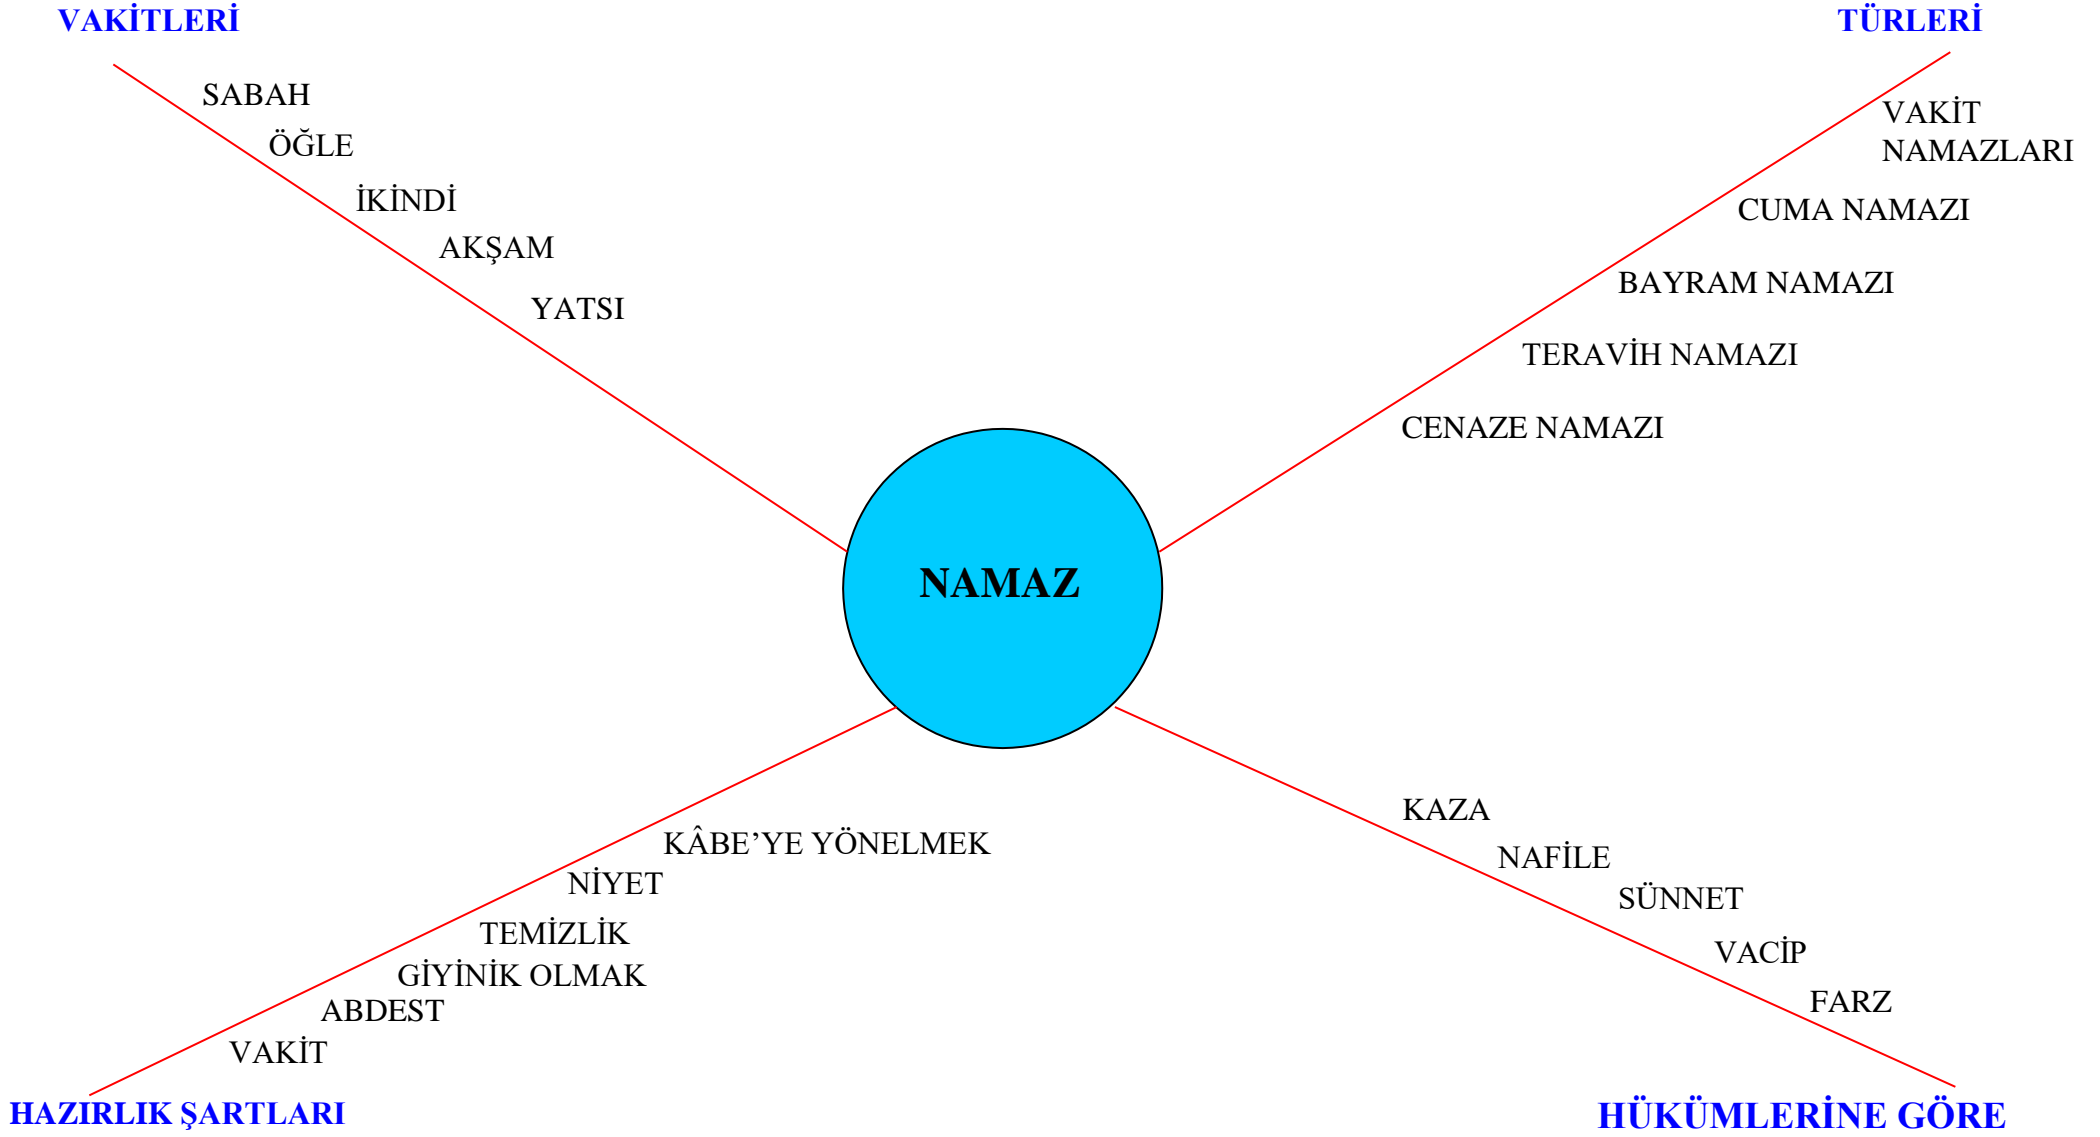 VAKİTLERİ
SABAH
ÖĞLE
İKİNDİ
AKŞAM
YATSI
TÜRLERİ
VAKİT
NAMAZLARI
CUMA NAMAZI
BAYRAM NAMAZI
TERAVİH NAMAZI
CENAZE NAMAZI
NAMAZ
KÂBE’YE YÖNELMEK
NİYET
TEMİZLİK
GİYİNİK OLMAK
ABDEST
VAKİT
HAZIRLIK ŞARTLARI
KAZA
NAFİLE
SÜNNET
VACİP
FARZ
HÜKÜMLERİNE GÖRE